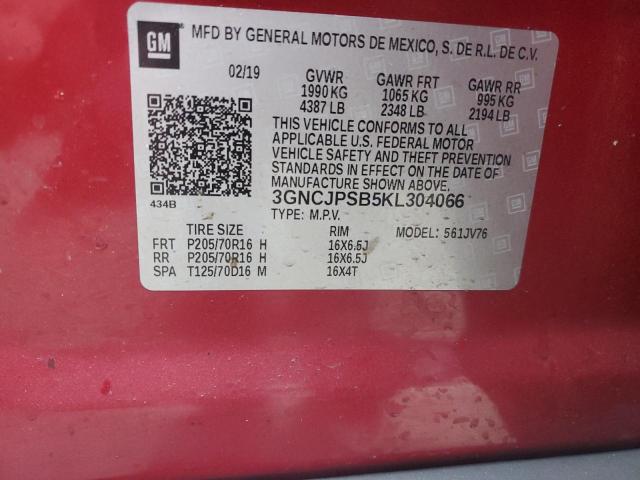 GM
MFD BY GENERAL MOTORS DE MEXICO, S. DE R.L. DE C.V.
02/19 GVWR GAWR FRT GAWR RR
1990 KG 1065 KG 995 KG
4387 LB 2348 LB 2194 LB
THIS VEHICLE CONFORMS TO ALL
APPLICABLE U.S. FEDERAL MOTOR
VEHICLE SAFETY AND THEFT PREVENTION
STANDARDS IN EFFECT ON THE DATE OF
MANUFACTURE SHOWN ABOVE.
434B 3GNCJPSB5KL304066
TYPE: M.P.V. MODEL: 561JV76
TIRE SIZE RIM
FRT P205/70R16 H 16X6.5J
RR P205/70R16 H 16X6.5J
SPA T125/70D16 M 16X4T